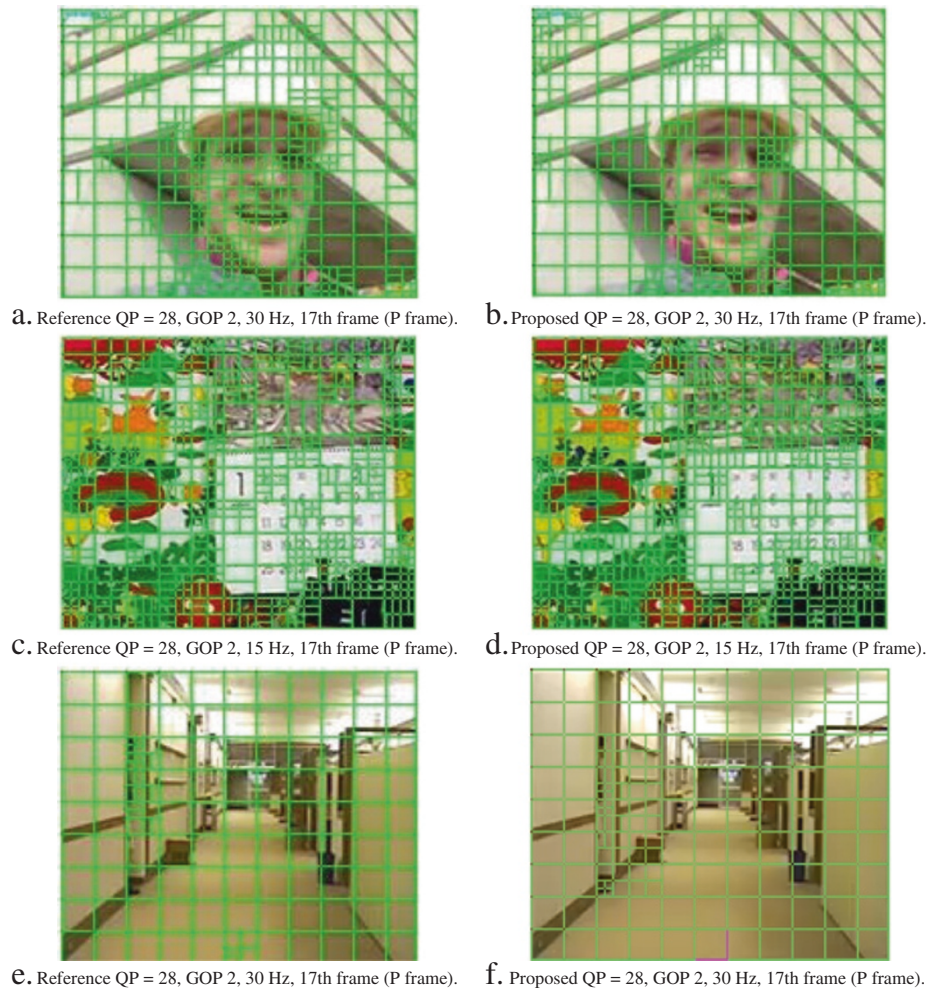 a. Reference QP = 28, GOP 2, 30 Hz, 17th frame (P frame).
b. Proposed QP = 28, GOP 2, 30 Hz, 17th frame (P frame).
c. Reference QP = 28, GOP 2, 15 Hz, 17th frame (P frame).
d. Proposed QP = 28, GOP 2, 15 Hz, 17th frame (P frame).
e. Reference QP = 28, GOP 2, 30 Hz, 17th frame (P frame).
f. Proposed QP = 28, GOP 2, 30 Hz, 17th frame (P frame).